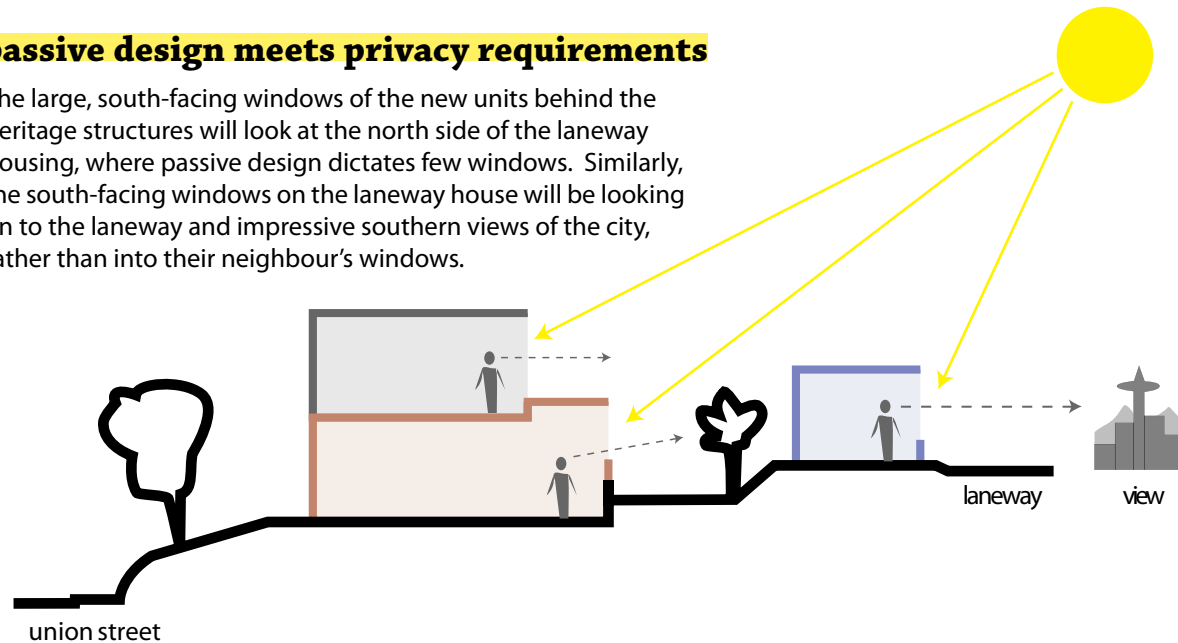 passive design meets privacy requirements
he large, south-facing windows of the new units behind the
eritage structures will look at the north side of the laneway
ousing, where passive design dictates few windows. Similarly,
he south-facing windows on the laneway house will be looking
n to the laneway and impressive southern views of the city,
ather than into their neighbour's windows.
laneway
view
union street